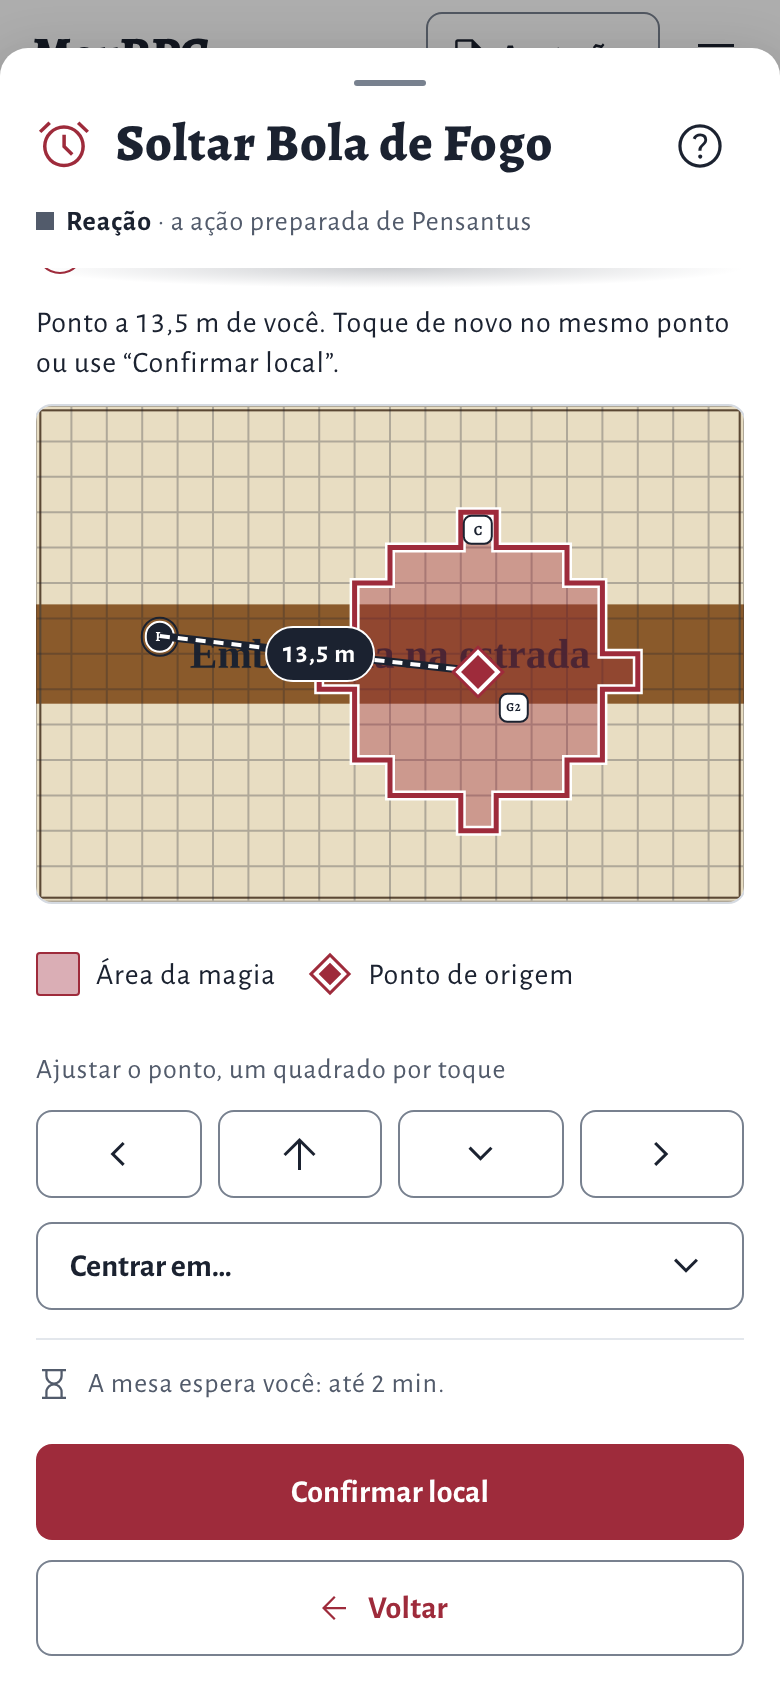 Soltar Bola de Fogo
Reação · a ação preparada de Pensantus
Ponto a 13,5 m de você. Toque de novo no mesmo ponto
ou use “Confirmar local”.
C
I
13,5 m
na estrada
G2
Área da magia
Ponto de origem
Ajustar o ponto, um quadrado por toque
Centrar em...
A mesa espera você: até 2 min.
Confirmar local
Voltar